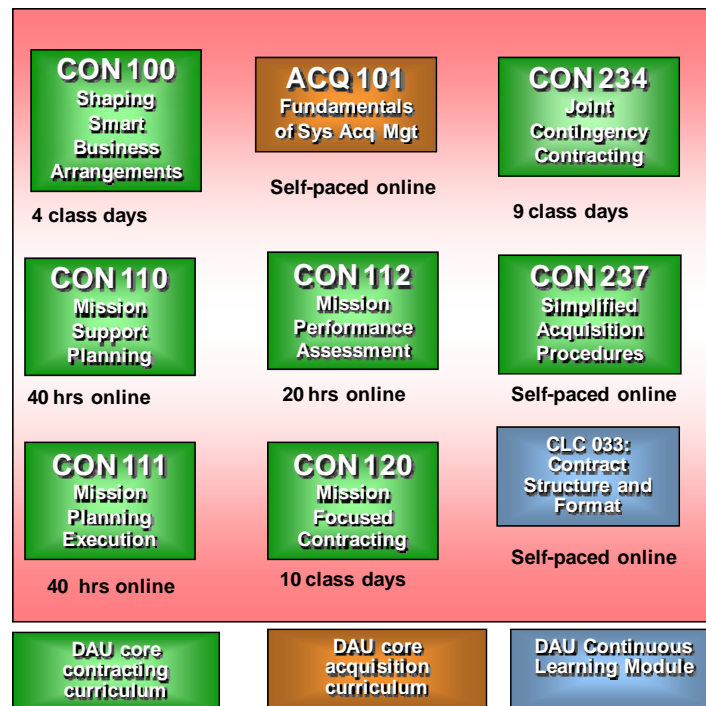 CON 100
Shaping
Smart
Business
Arrangements
4 class days
ACQ 101
Fundamentals
of Sys Acq Mgt
Self-paced online
CON 234
Joint
Contingency
Contracting
9 class days
CON 110
Mission
Support
Planning
40 hrs online
CON 112
Mission
Performance
Assessment
20 hrs online
CON 237
Simplified
Acquisition
Procedures
Self-paced online
CON 111
Mission
Planning
Execution
40 hrs online
CON 120
Mission
Focused
Contracting
10 class days
CLC 033:
Contract
Structure and
Format
Self-paced online
DAU core
contracting
curriculum
DAU core
acquisition
curriculum
DAU Continuous
Learning Module